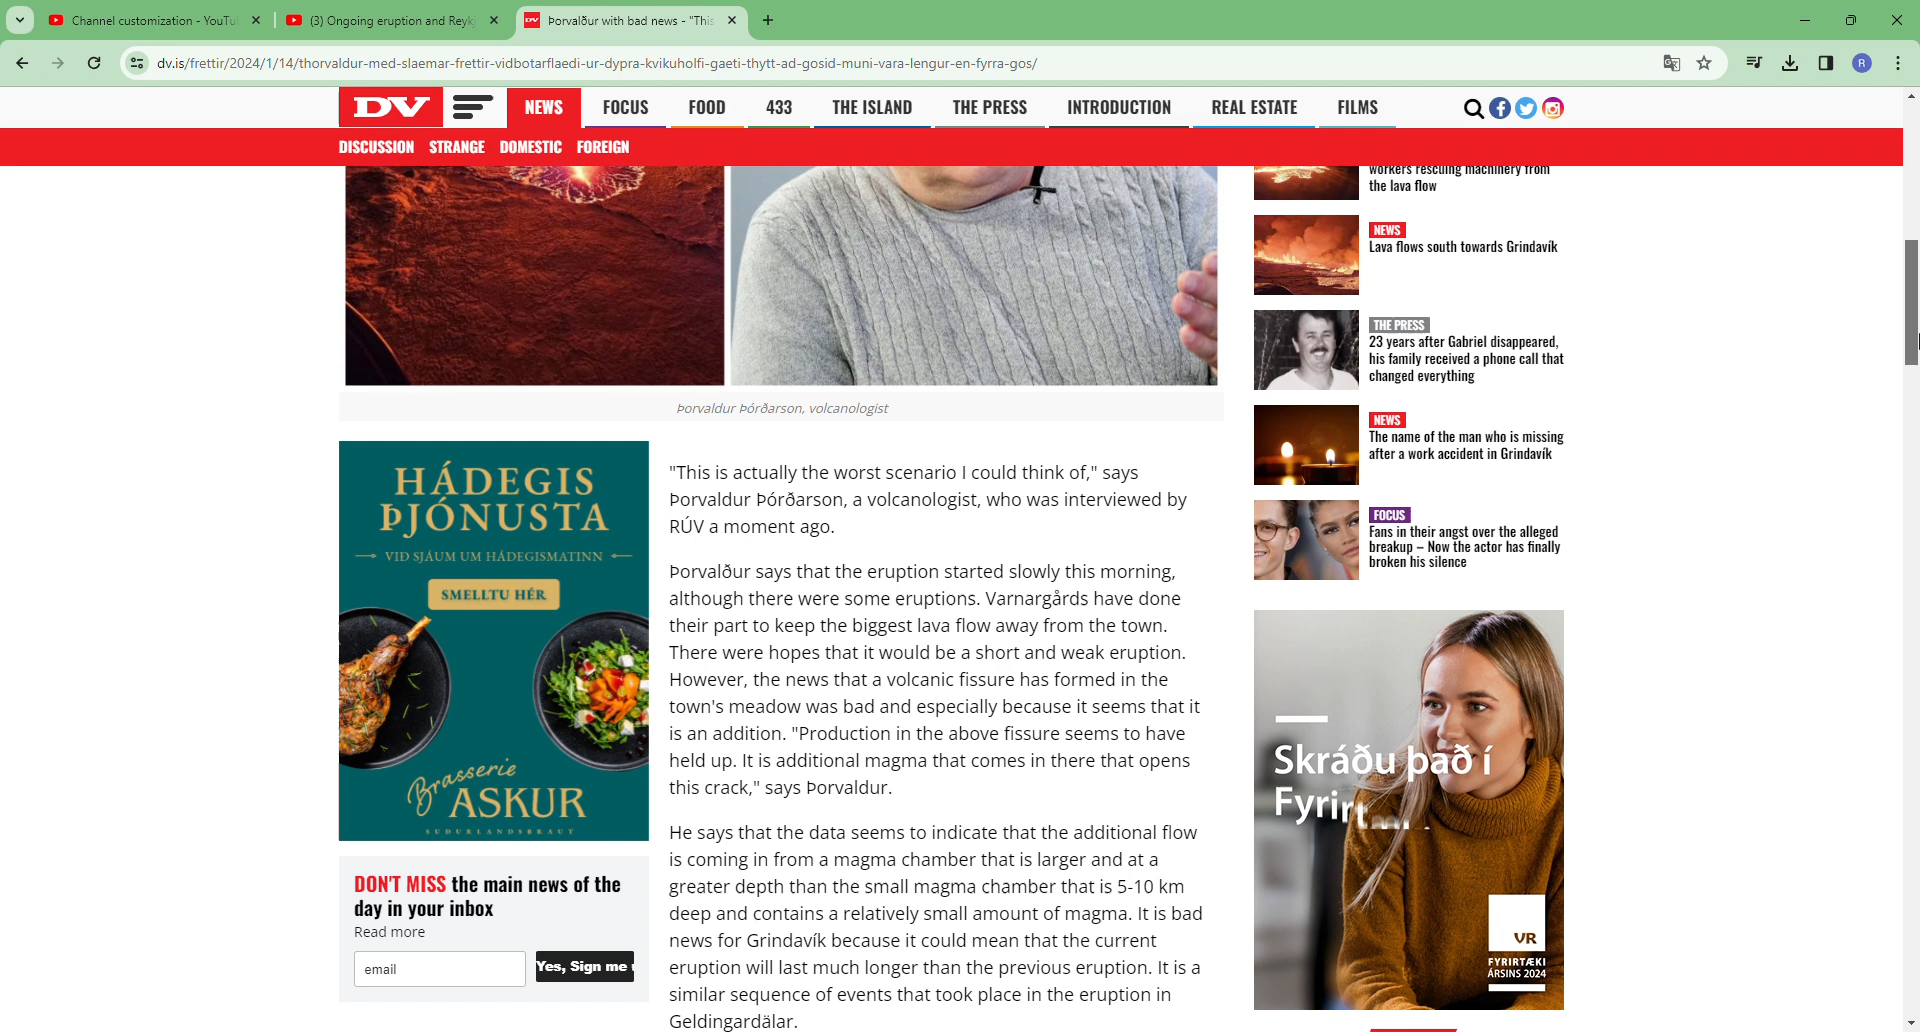 Channel customization - YouTu
(3) Ongoing eruption and Reyk
DV
Þorvalður with bad news - "This
dv.is/frettir/2024/1/14/thorvaldur-med-slaemar-frettir-vidbotarflaedi-ur-dypra-kvikuholfi-gaeti-thytt-ad-gosid-muni-vara-lengur-en-fyrra-gos/
R
DV
NEWS
FOCUS
FOOD
433
THE ISLAND
THE PRESS
INTRODUCTION
REAL ESTATE
FILMS
DISCUSSION
STRANGE
DOMESTIC
FOREIGN
Þorvaldur Þórðarson, volcanologist
HÁDEGIS
ÞJÓNUSTA
VIÐ SJÁUM UM HÁDEGISMATINN
SMELLTU HÉR
Brasserie
ASKUR
SUÐURLANDSBRAUT
DON'T MISS the main news of the
day in your inbox
Read more
email
Yes, Sign me
"This is actually the worst scenario I could think of," says
Þorvaldur Þórðarson, a volcanologist, who was interviewed by
RÚV a moment ago.
Þorvalður says that the eruption started slowly this morning,
although there were some eruptions. Varnargårds have done
their part to keep the biggest lava flow away from the town.
There were hopes that it would be a short and weak eruption.
However, the news that a volcanic fissure has formed in the
town's meadow was bad and especially because it seems that it
is an addition. "Production in the above fissure seems to have
held up. It is additional magma that comes in there that opens
this crack," says Þorvaldur.
He says that the data seems to indicate that the additional flow
is coming in from a magma chamber that is larger and at a
greater depth than the small magma chamber that is 5-10 km
deep and contains a relatively small amount of magma. It is bad
news for Grindavík because it could mean that the current
eruption will last much longer than the previous eruption. It is a
similar sequence of events that took place in the eruption in
Geldingardälar.
workers rescuing machinery from
the lava flow
NEWS
Lava flows south towards Grindavík
THE PRESS
23 years after Gabriel disappeared,
his family received a phone call that
changed everything
NEWS
The name of the man who is missing
after a work accident in Grindavík
FOCUS
Fans in their angst over the alleged
breakup – Now the actor has finally
broken his silence
Skráðu það í
Fyrirt
VR
FYRIRTÆKI
ÁRSINS 2024